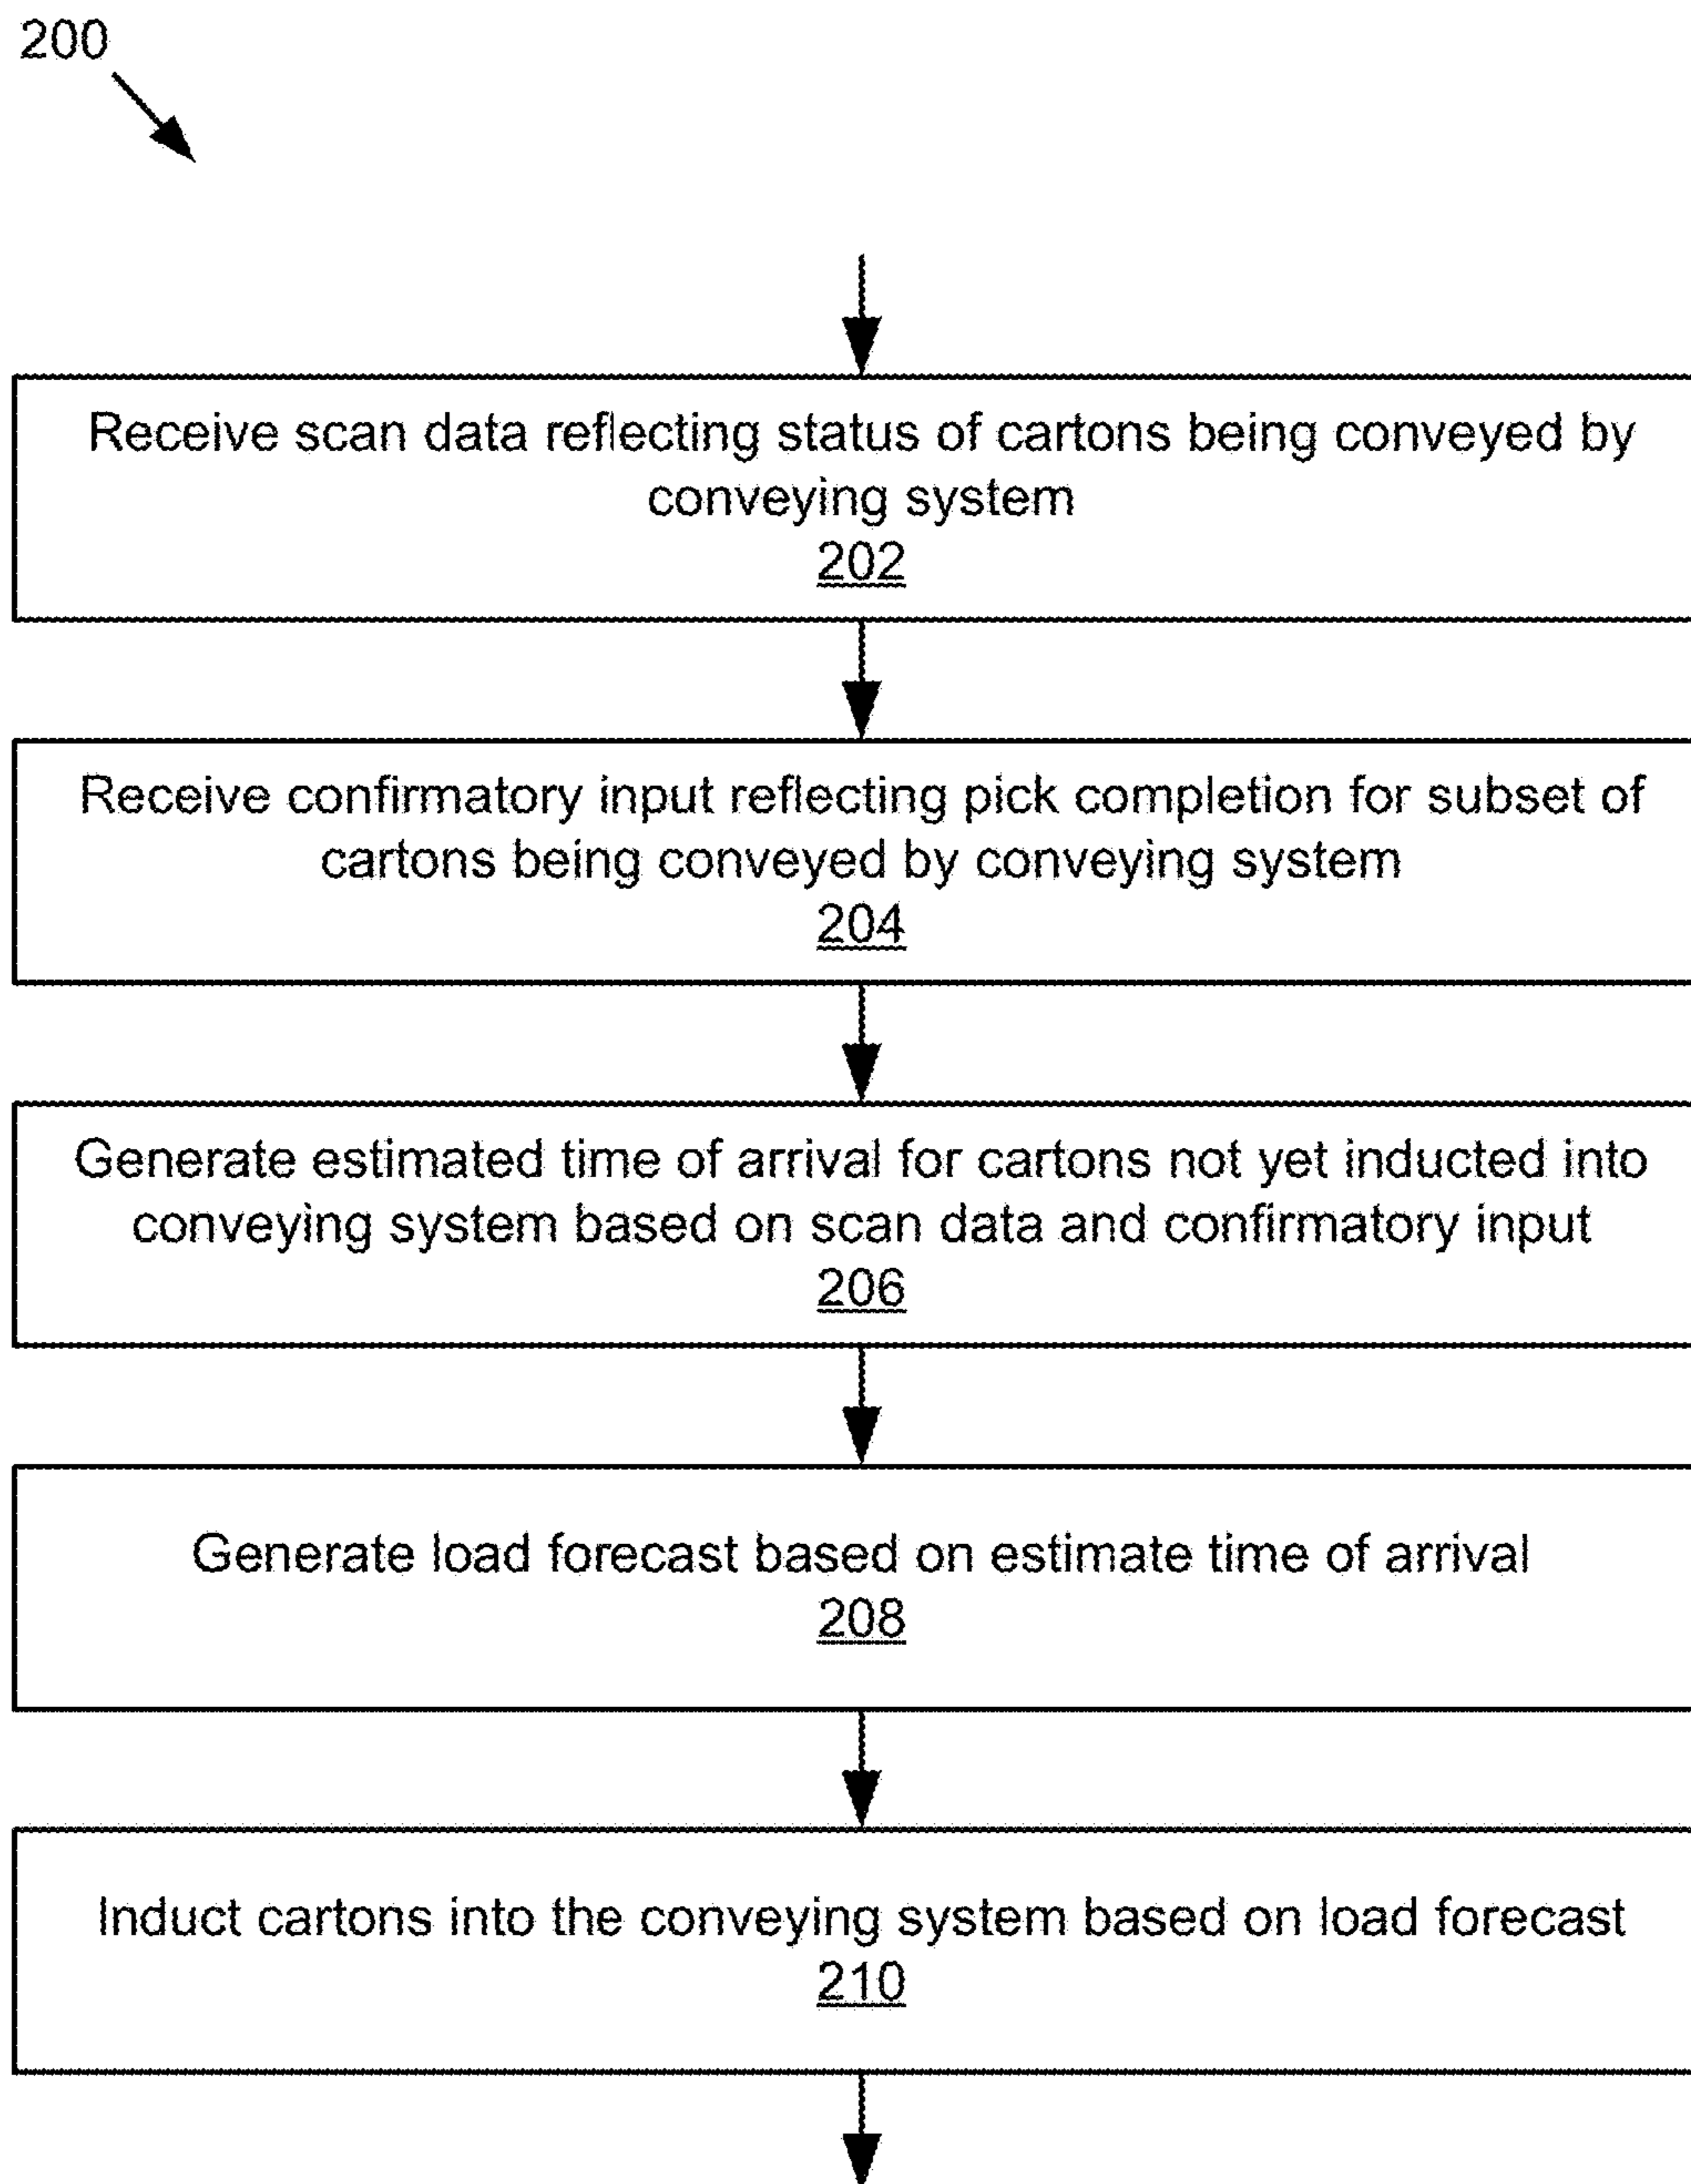 200
Receive scan data reflecting status of cartons being conveyed by
conveying system
202
Receive confirmatory input reflecting pick completion for subset of
cartons being conveyed by conveying system
204
Generate estimated time of arrival for cartons not yet inducted into
conveying system based on scan data and confirmatory input
206
Generate load forecast based on estimate time of arrival
208
Induct cartons into the conveying system based on load forecast
210